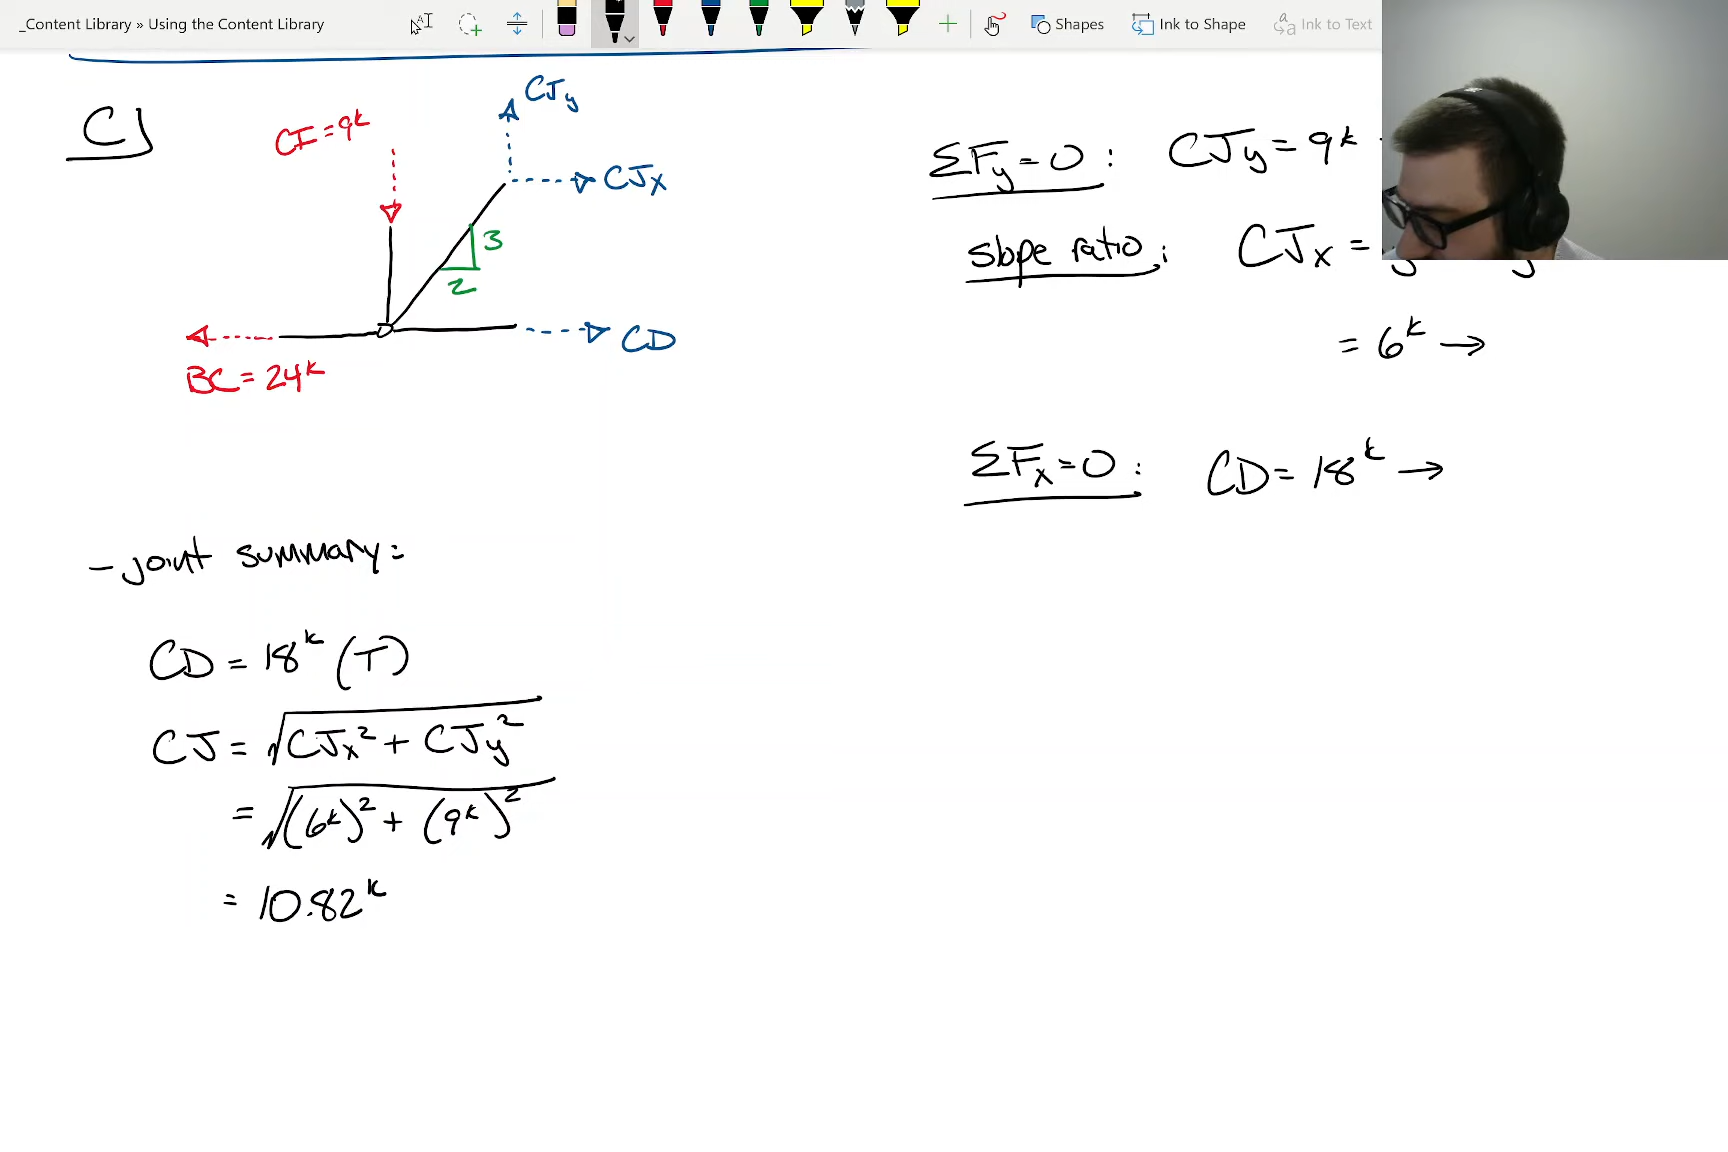 _Content Library » Using the Content Library
Shapes
Ink to Shape
Ink to Text
C)
CI = 9ᵏ
CJy
CJx
3
2
CD
BC = 24ᵏ
ΣFy = 0 : CJy = 9ᵏ
slope ratio: CJx =
= 6ᵏ →
ΣFx = 0 : CD = 18ᵏ →
- joint summary:
CD = 18ᵏ (T)
CJ = √(CJx² + CJy²)
= √((6ᵏ)² + (9ᵏ)²)
= 10.82ᵏ